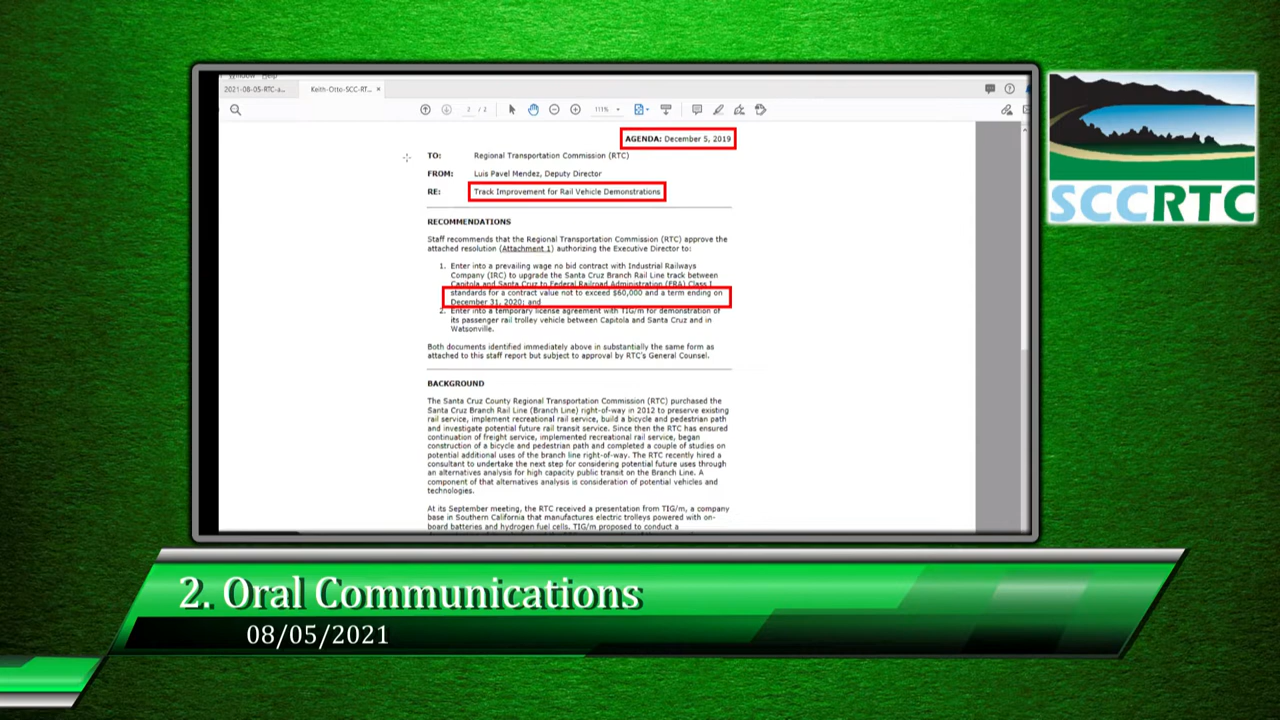 Window Help
2021-08-05-RTC-a...
Keith-Otto-SCC-RT... ×
2 / 2
111%
AGENDA: December 5, 2019
TO: Regional Transportation Commission (RTC)
FROM: Luis Pavel Mendez, Deputy Director
RE: Track Improvement for Rail Vehicle Demonstrations
RECOMMENDATIONS
Staff recommends that the Regional Transportation Commission (RTC) approve the
attached resolution (Attachment 1) authorizing the Executive Director to:
1. Enter into a prevailing wage no bid contract with Industrial Railways
Company (IRC) to upgrade the Santa Cruz Branch Rail Line track between
Capitola and Santa Cruz to Federal Railroad Administration (FRA) Class I
standards for a contract value not to exceed $60,000 and a term ending on
December 31, 2020; and
2. Enter into a temporary license agreement with TIG/m for demonstration of
its passenger rail trolley vehicle between Capitola and Santa Cruz and in
Watsonville.
Both documents identified immediately above in substantially the same form as
attached to this staff report but subject to approval by RTC's General Counsel.
BACKGROUND
The Santa Cruz County Regional Transportation Commission (RTC) purchased the
Santa Cruz Branch Rail Line (Branch Line) right-of-way in 2012 to preserve existing
rail service, implement recreational rail service, build a bicycle and pedestrian path
and investigate potential future rail transit service. Since then the RTC has ensured
continuation of freight service, implemented recreational rail service, began
construction of a bicycle and pedestrian path and completed a couple of studies on
potential additional uses of the branch line right-of-way. The RTC recently hired a
consultant to undertake the next step for considering potential future uses through
an alternatives analysis for high capacity public transit on the Branch Line. A
component of that alternatives analysis is consideration of potential vehicles and
technologies.
At its September meeting, the RTC received a presentation from TIG/m, a company
base in Southern California that manufactures electric trolleys powered with on-
board batteries and hydrogen fuel cells. TIG/m proposed to conduct a
SCCRTC
2. Oral Communications
08/05/2021